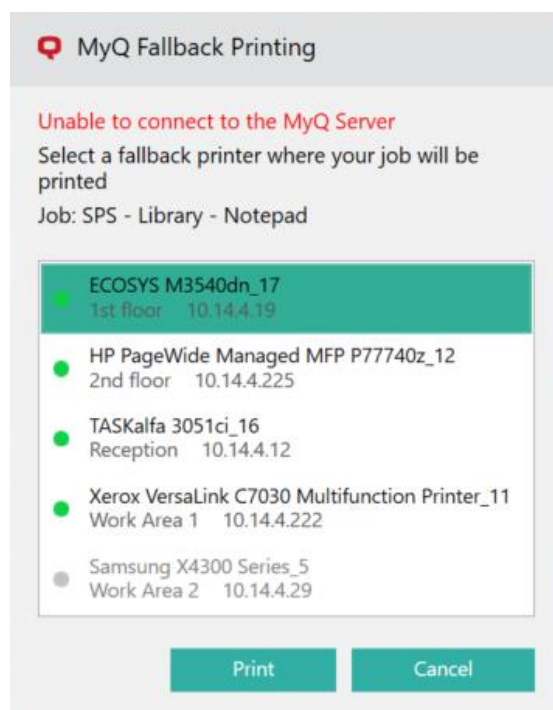 MyQ Fallback Printing
Unable to connect to the MyQ Server
Select a fallback printer where your job will be
printed
Job: SPS - Library - Notepad
ECOSYS M3540dn_17
1st floor 10.14.4.19
HP PageWide Managed MFP P77740z_12
2nd floor 10.14.4.225
TASKalfa 3051ci_16
Reception 10.14.4.12
Xerox VersaLink C7030 Multifunction Printer_11
Work Area 1 10.14.4.222
Samsung X4300 Series_5
Work Area 2 10.14.4.29
Print Cancel